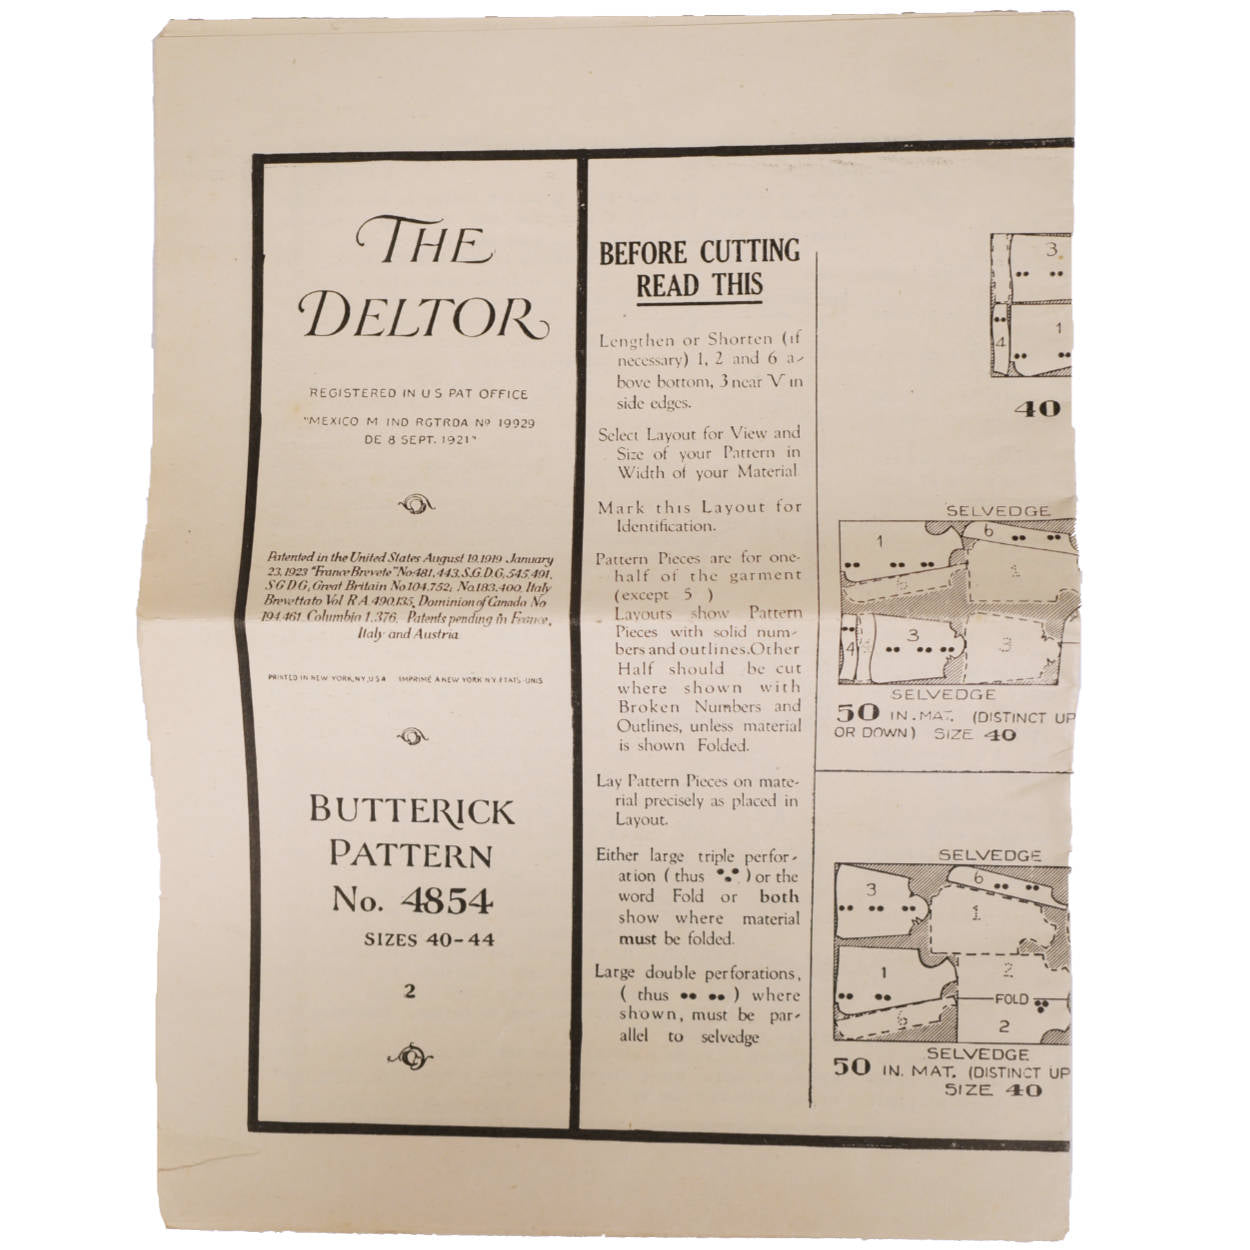 THE
DELTOR
REGISTERED IN U S PAT OFFICE
"MEXICO M IND RGTRDA Nº 19929
DE 8 SEPT. 1921"
Patented in the United States August 19,1919 January
23,1923 "France Brevete" No 481,443. S.G.D.G, 545,491,
S G D G, Great Britain No 104,752; No.183,400. Italy
Brevettato Vol R A 490,135, Dominion of Canada No
194,461 Columbia 1,376. Patents pending in France,
Italy and Austria
PRINTED IN NEW YORK, N.Y, U.S.A IMPRIMÉ A NEW YORK N.Y. ETATS-UNIS
BUTTERICK
PATTERN
No. 4854
SIZES 40-44
2
BEFORE CUTTING
READ THIS
Lengthen or Shorten (if
necessary) 1, 2 and 6 a-
bove bottom, 3 near "V" in
side edges.
Select Layout for View and
Size of your Pattern in
Width of your Material
Mark this Layout for
Identification.
Pattern Pieces are for one-
half of the garment
(except 5 )
Layouts show Pattern
Pieces with solid num-
bers and outlines. Other
Half should be cut
where shown with
Broken Numbers and
Outlines, unless material
is shown Folded.
Lay Pattern Pieces on mate-
rial precisely as placed in
Layout.
Either large triple perfor-
ation ( thus ) or the
word Fold or both
show where material
must be folded.
Large double perforations,
( thus •• •• ) where
shown, must be par-
allel to selvedge
3
1
4
40
SELVEDGE
1
6
1
4
3
3
SELVEDGE
50 IN. MAT. (DISTINCT UP
OR DOWN) SIZE 40
SELVEDGE
3
6
1
1
2
FOLD
6
2
SELVEDGE
50 IN. MAT. (DISTINCT UP
SIZE 40